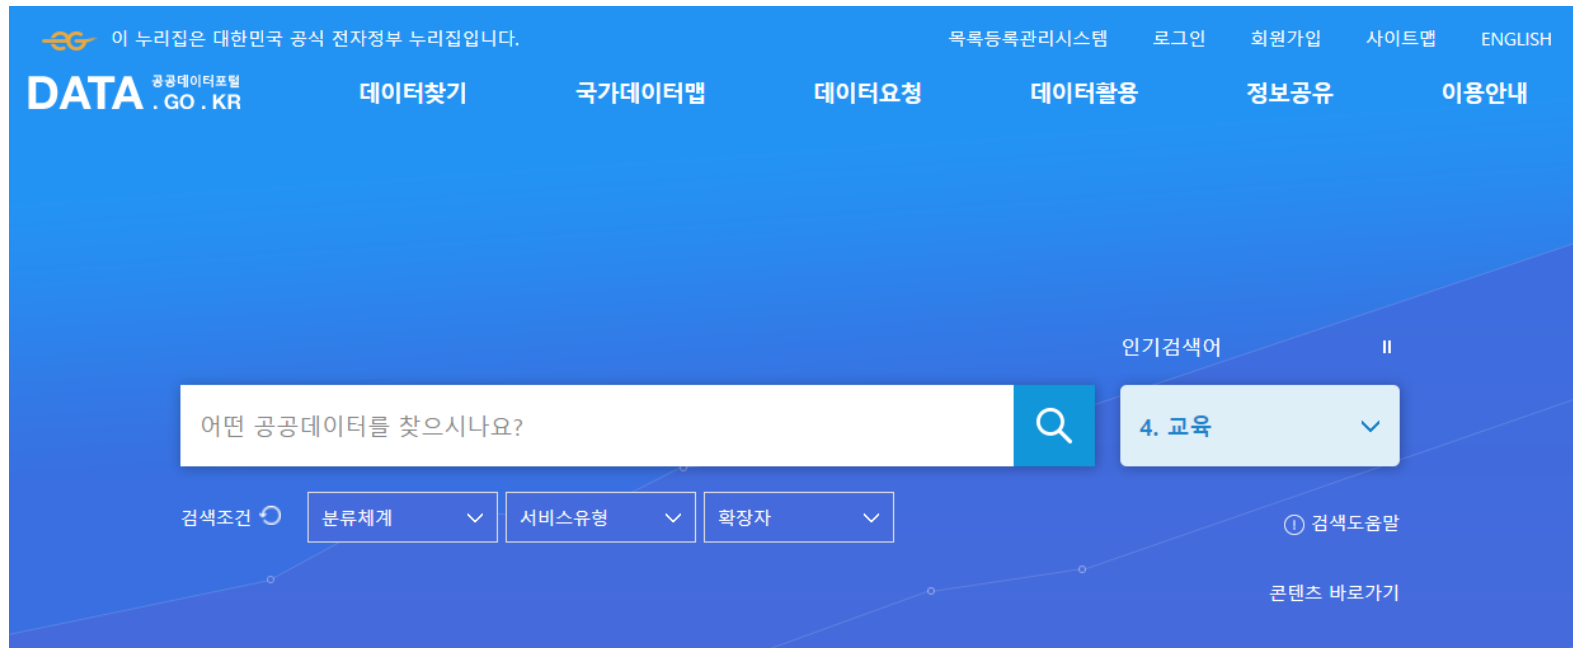 이 누리집은 대한민국 공식 전자정부 누리집입니다.
목록등록관리시스템 로그인 회원가입 사이트맵 ENGLISH
DATA 공공데이터포털
. GO . KR
데이터찾기 국가데이터맵 데이터요청 데이터활용 정보공유 이용안내
인기검색어
어떤 공공데이터를 찾으시나요?
4. 교육
검색조건 분류체계 서비스유형 확장자
검색도움말
콘텐츠 바로가기